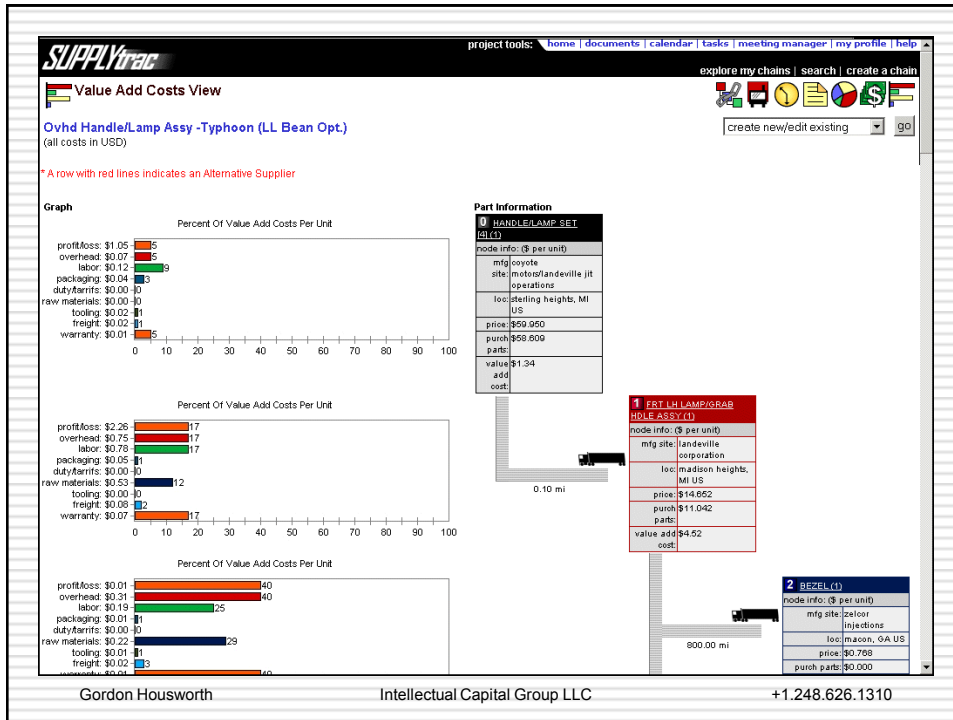 SUPPLYtrac
project tools: home | documents | calendar | tasks | meeting manager | my profile | help
explore my chains | search | create a chain
Value Add Costs View
Ovhd Handle/Lamp Assy -Typhoon (LL Bean Opt.)
(all costs in USD)
create new/edit existing
go
* A row with red lines indicates an Alternative Supplier
Graph
Part Information
Percent Of Value Add Costs Per Unit
profit/loss: $1.05 5
overhead: $0.07 5
labor: $0.12 9
packaging: $0.04 3
duty/tarrifs: $0.00 0
raw materials: $0.00 0
tooling: $0.02 1
freight: $0.02 1
warranty: $0.01 5
0 10 20 30 40 50 60 70 80 90 100
0 HANDLE/LAMP SET
[4] (1)
node info: ($ per unit)
mfg site: coyote motors/landeville jit operations
loc: sterling heights, MI US
price: $59.950
purch parts: $58.609
value add cost: $1.34
0.10 mi
Percent Of Value Add Costs Per Unit
profit/loss: $2.26 17
overhead: $0.75 17
labor: $0.78 17
packaging: $0.05 1
duty/tarrifs: $0.00 0
raw materials: $0.53 12
tooling: $0.00 0
freight: $0.08 2
warranty: $0.07 17
0 10 20 30 40 50 60 70 80 90 100
1 FRT LH LAMP/GRAB
HDLE ASSY (1)
node info: ($ per unit)
mfg site: landeville corporation
loc: madison heights, MI US
price: $14.652
purch parts: $11.042
value add cost: $4.52
800.00 mi
Percent Of Value Add Costs Per Unit
profit/loss: $0.01 40
overhead: $0.31 40
labor: $0.19 25
packaging: $0.01 1
duty/tarrifs: $0.00 0
raw materials: $0.22 29
tooling: $0.01 1
freight: $0.02 3
warranty: $0.01 40
2 BEZEL (1)
node info: ($ per unit)
mfg site: zelcor injections
loc: macon, GA US
price: $0.768
purch parts: $0.000
Gordon Housworth
Intellectual Capital Group LLC
+1.248.626.1310